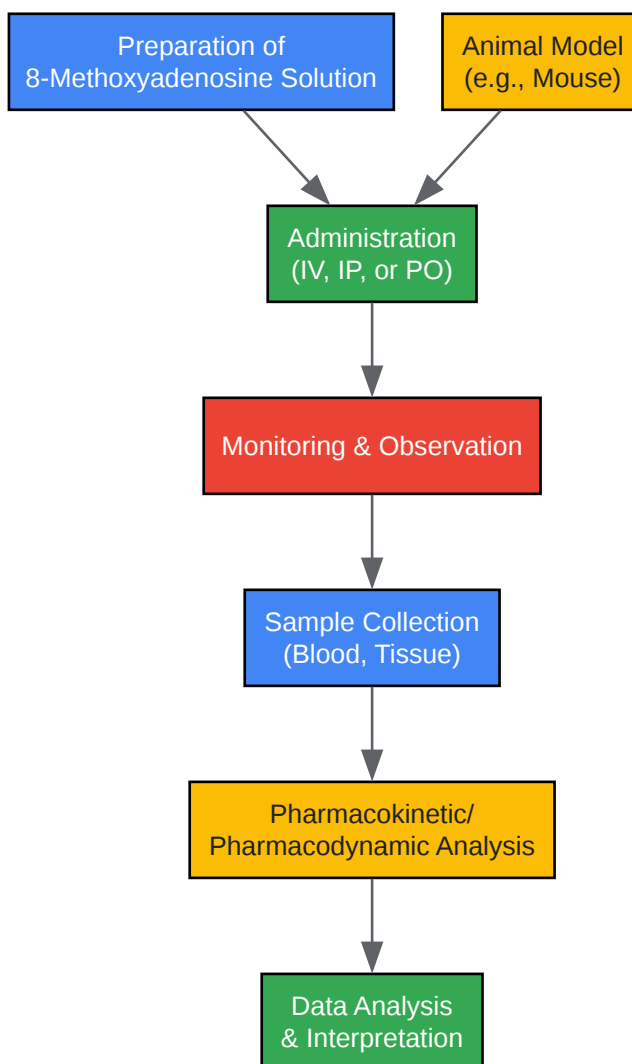 Preparation of
8-Methoxyadenosine Solution
Animal Model
(e.g., Mouse)
Administration
(IV, IP, or PO)
Monitoring & Observation
Sample Collection
(Blood, Tissue)
Pharmacokinetic/
Pharmacodynamic Analysis
Data Analysis
& Interpretation